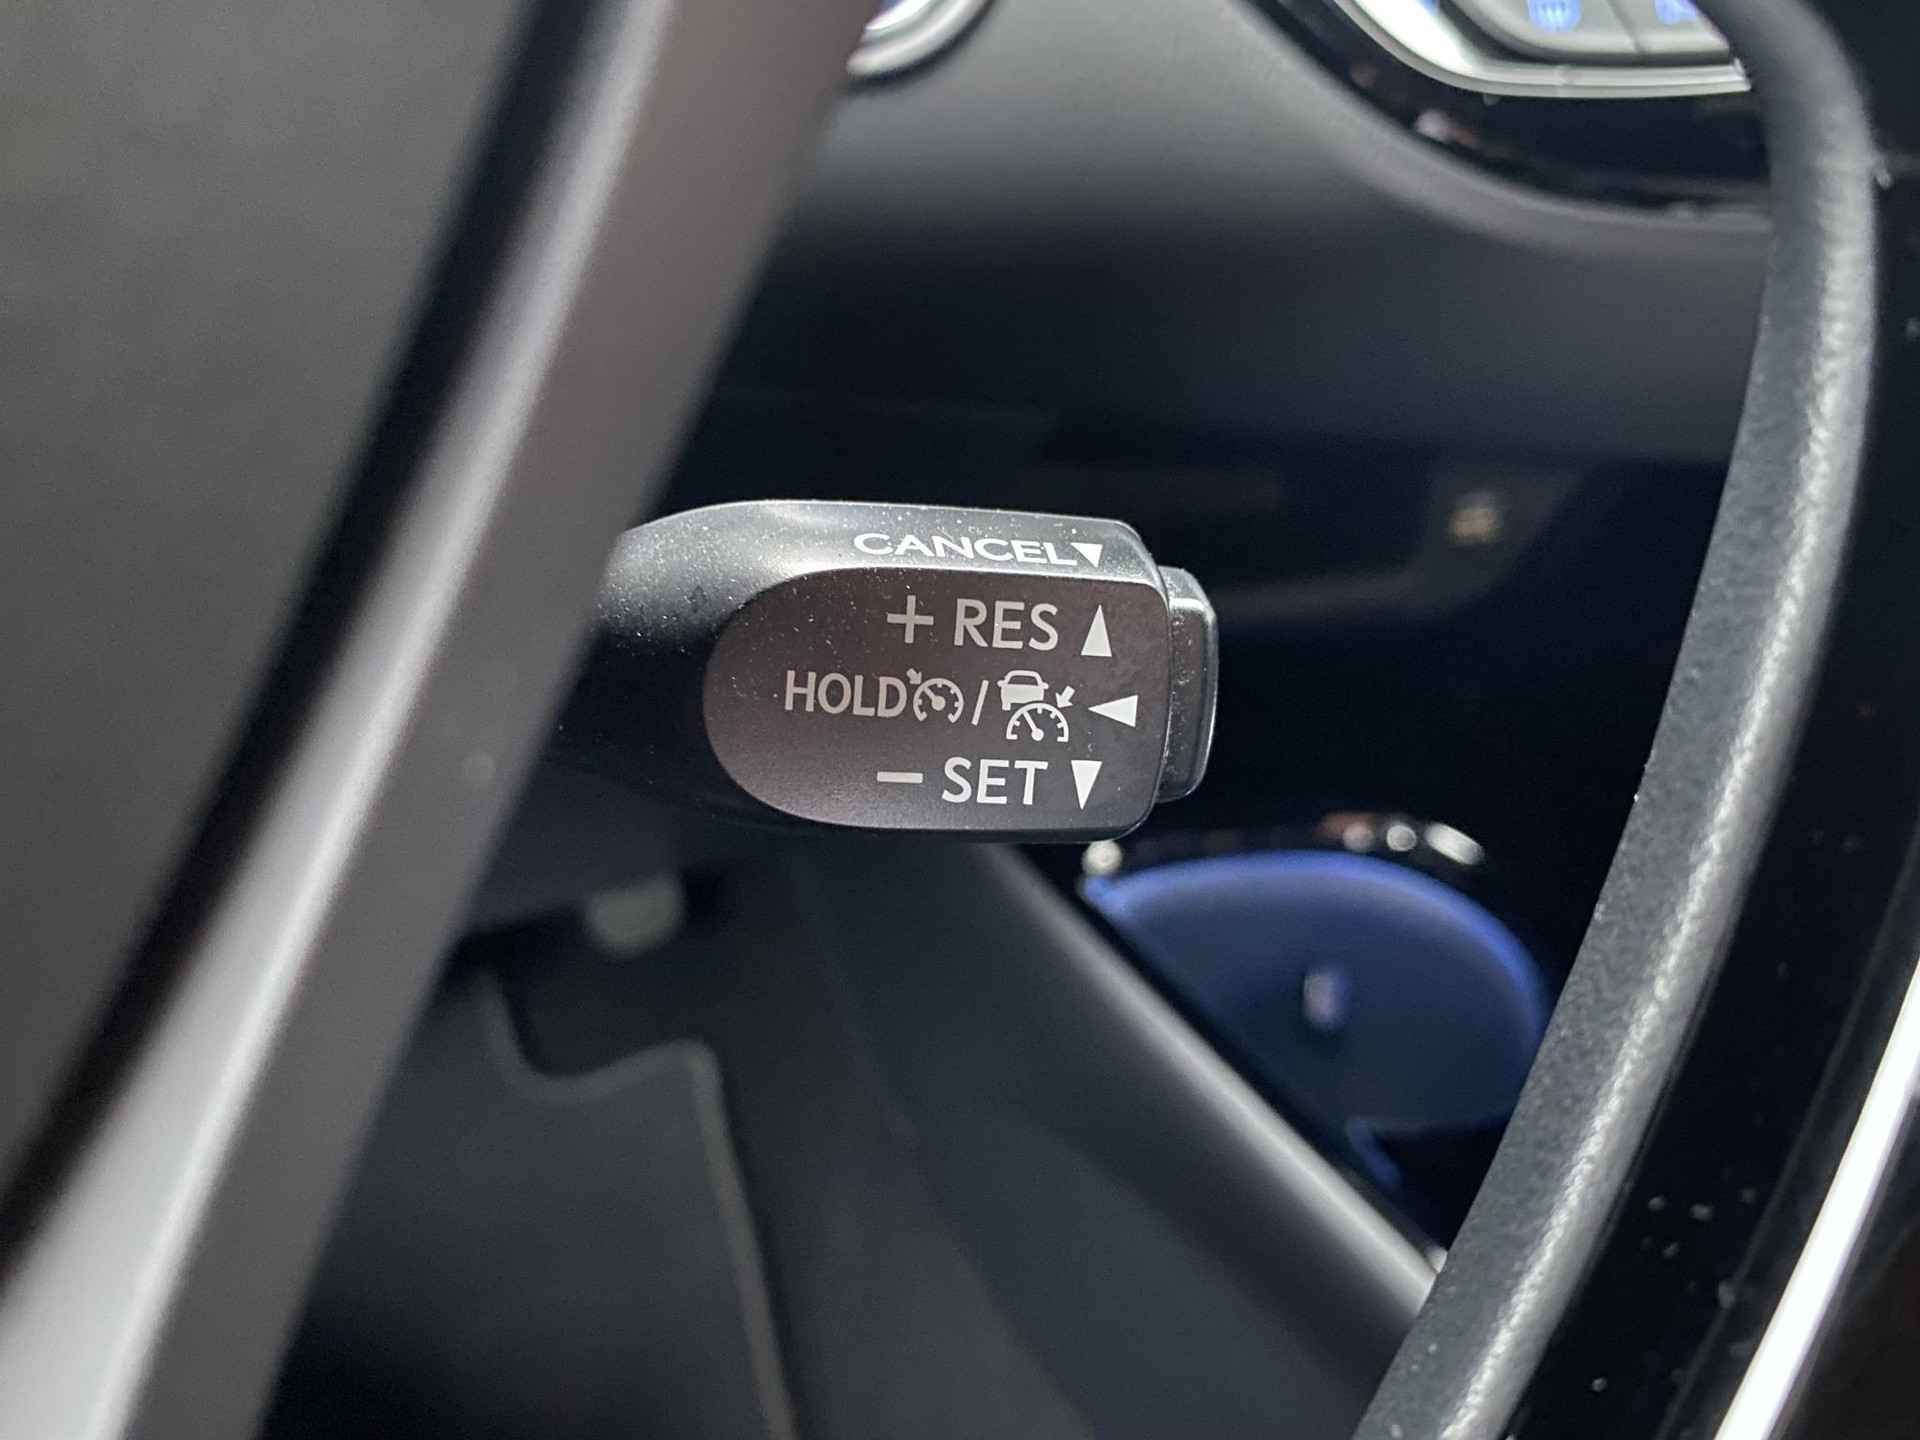 CANCEL▼
+ RES ▲
HOLD / ◀
– SET ▼